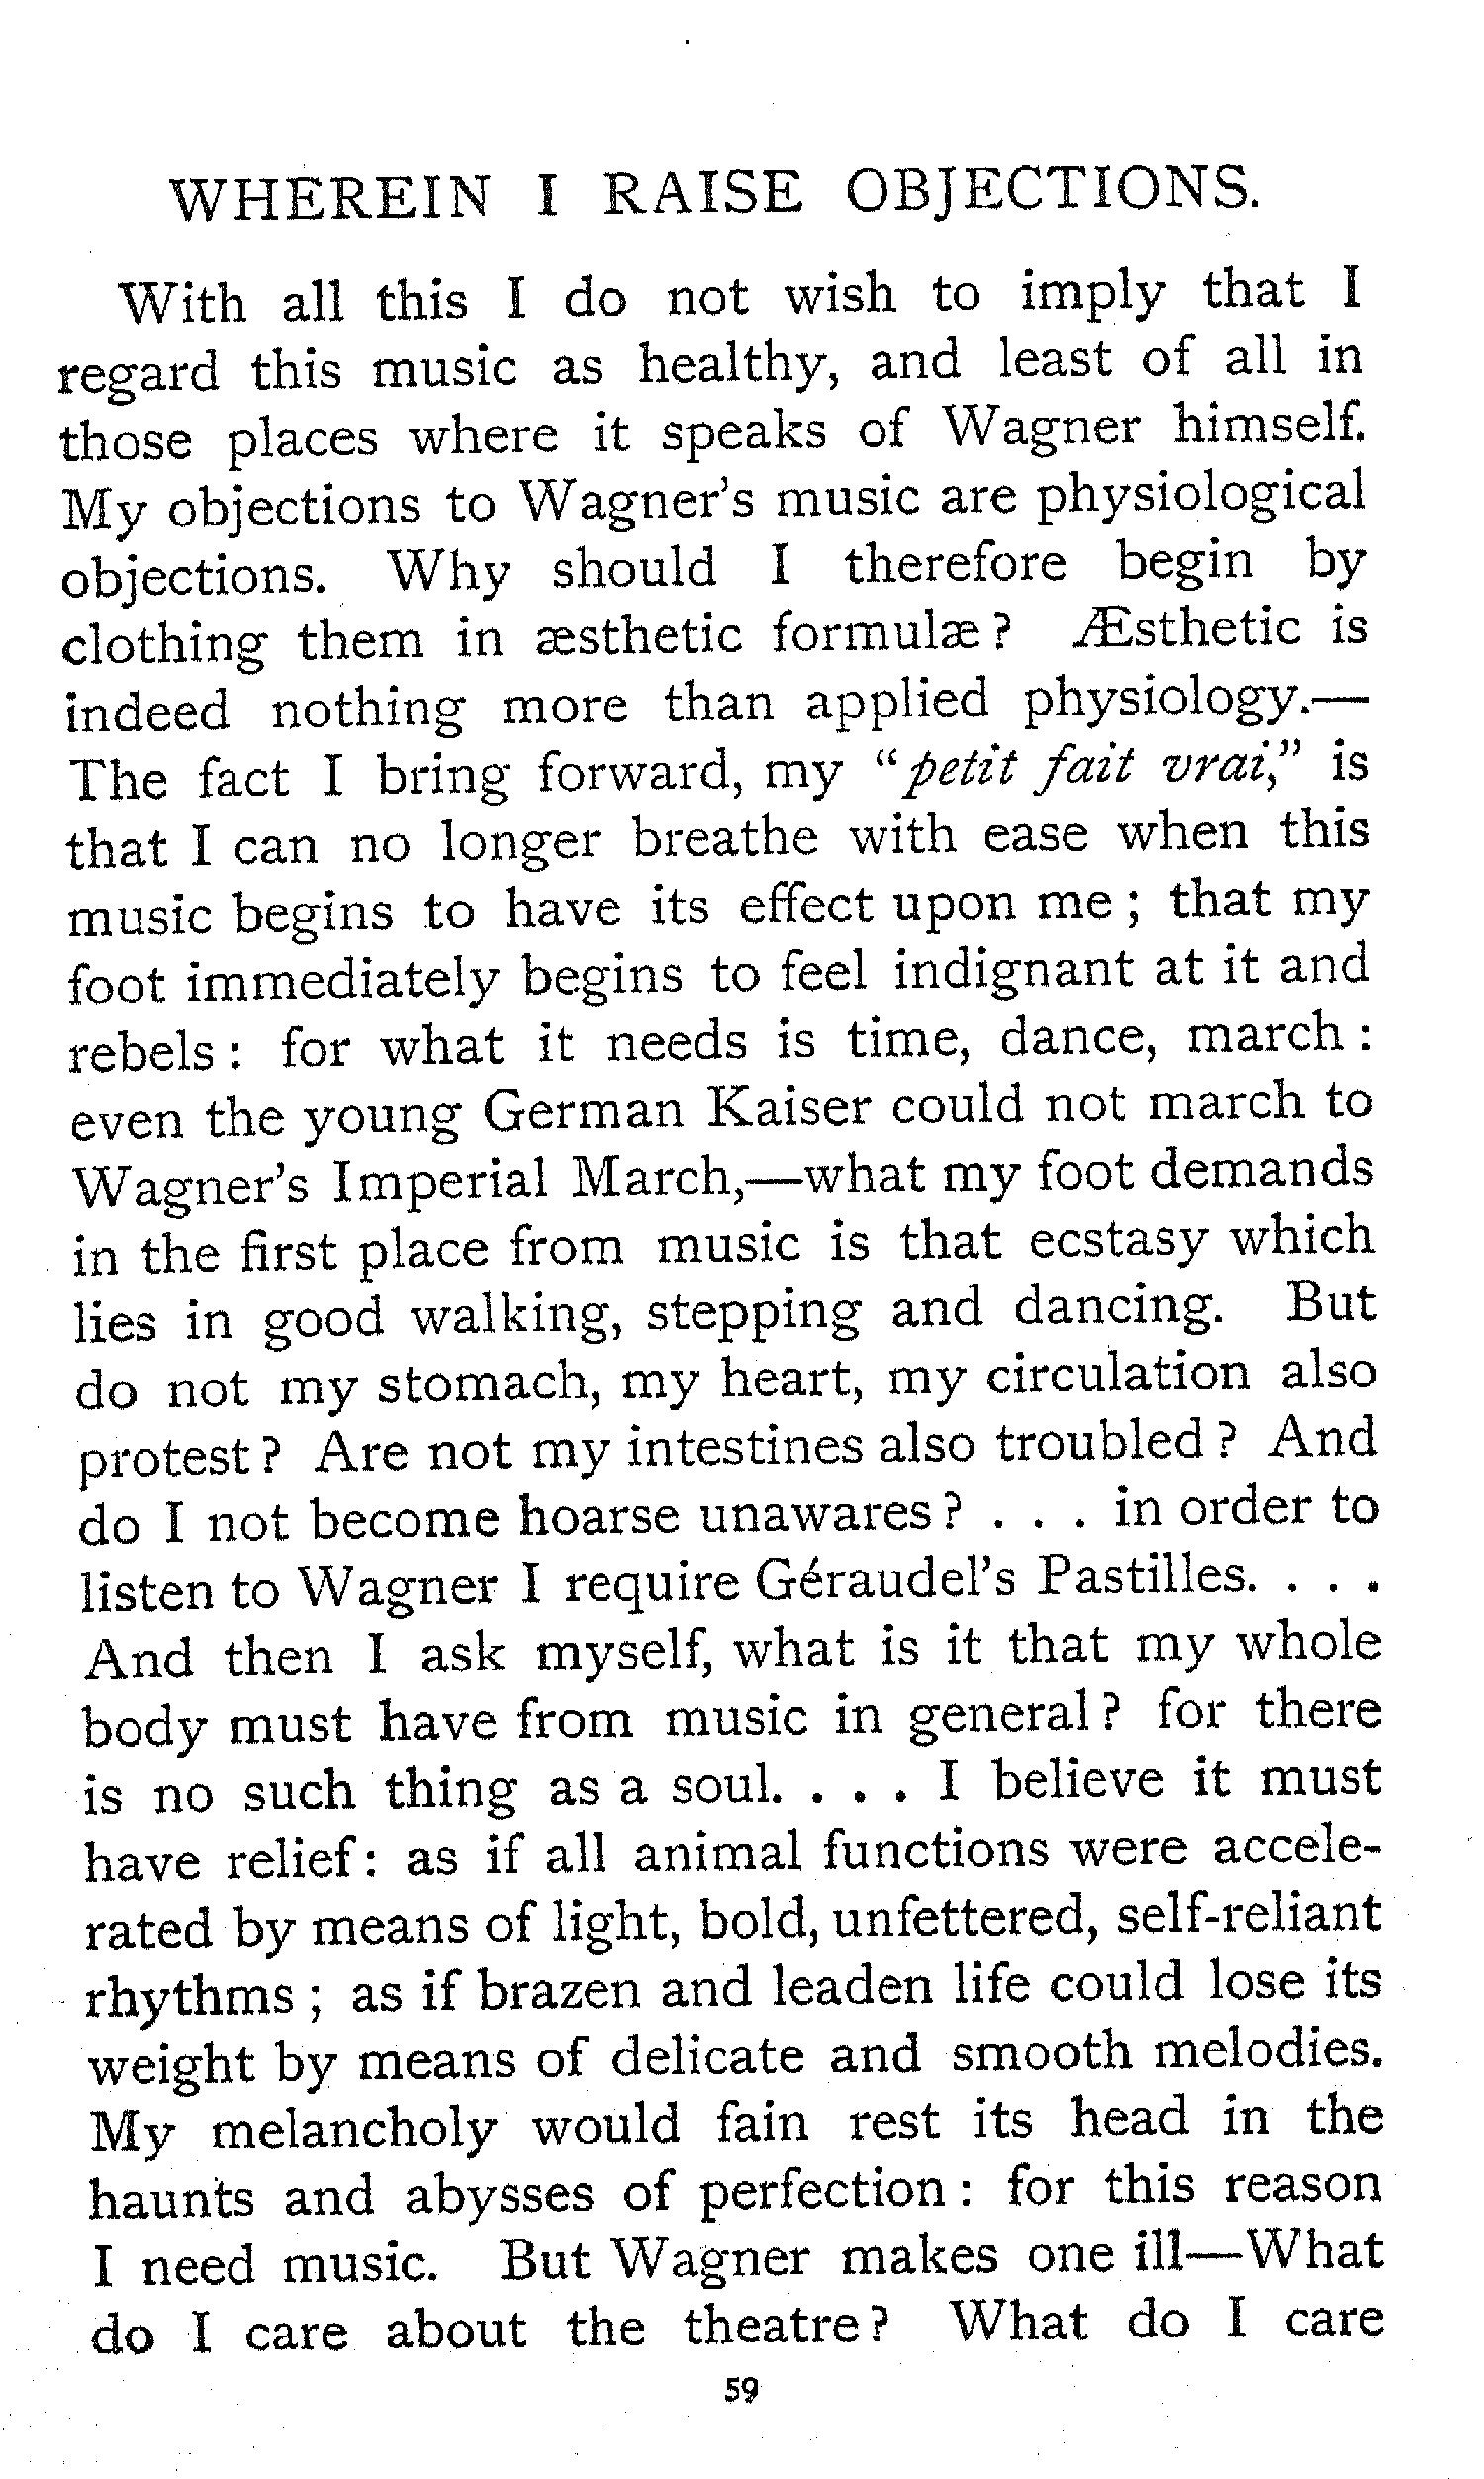 WHEREIN I RAISE OBJECTIONS.
With all this I do not wish to imply that I
regard this music as healthy, and least of all in
those places where it speaks of Wagner himself.
My objections to Wagner's music are physiological
objections. Why should I therefore begin by
clothing them in æsthetic formulæ? Æsthetic is
indeed nothing more than applied physiology.—
The fact I bring forward, my "petit fait vrai," is
that I can no longer breathe with ease when this
music begins to have its effect upon me; that my
foot immediately begins to feel indignant at it and
rebels: for what it needs is time, dance, march:
even the young German Kaiser could not march to
Wagner's Imperial March,—what my foot demands
in the first place from music is that ecstasy which
lies in good walking, stepping and dancing. But
do not my stomach, my heart, my circulation also
protest? Are not my intestines also troubled? And
do I not become hoarse unawares? . . . in order to
listen to Wagner I require Géraudel's Pastilles. . . .
And then I ask myself, what is it that my whole
body must have from music in general? for there
is no such thing as a soul. . . . I believe it must
have relief: as if all animal functions were accele-
rated by means of light, bold, unfettered, self-reliant
rhythms; as if brazen and leaden life could lose its
weight by means of delicate and smooth melodies.
My melancholy would fain rest its head in the
haunts and abysses of perfection: for this reason
I need music. But Wagner makes one ill—What
do I care about the theatre? What do I care
59